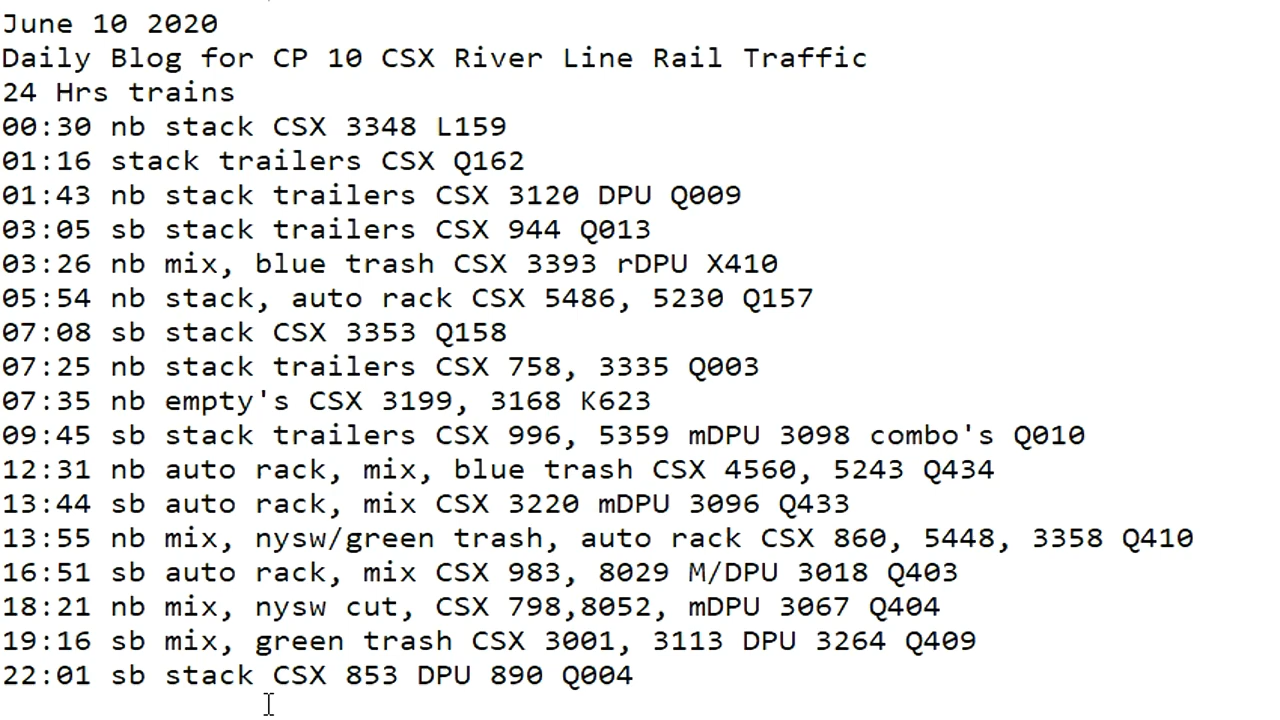 June 10 2020
Daily Blog for CP 10 CSX River Line Rail Traffic
24 Hrs trains
00:30 nb stack CSX 3348 L159
01:16 stack trailers CSX Q162
01:43 nb stack trailers CSX 3120 DPU Q009
03:05 sb stack trailers CSX 944 Q013
03:26 nb mix, blue trash CSX 3393 rDPU X410
05:54 nb stack, auto rack CSX 5486, 5230 Q157
07:08 sb stack CSX 3353 Q158
07:25 nb stack trailers CSX 758, 3335 Q003
07:35 nb empty's CSX 3199, 3168 K623
09:45 sb stack trailers CSX 996, 5359 mDPU 3098 combo's Q010
12:31 nb auto rack, mix, blue trash CSX 4560, 5243 Q434
13:44 sb auto rack, mix CSX 3220 mDPU 3096 Q433
13:55 nb mix, nysw/green trash, auto rack CSX 860, 5448, 3358 Q410
16:51 sb auto rack, mix CSX 983, 8029 M/DPU 3018 Q403
18:21 nb mix, nysw cut, CSX 798,8052, mDPU 3067 Q404
19:16 sb mix, green trash CSX 3001, 3113 DPU 3264 Q409
22:01 sb stack CSX 853 DPU 890 Q004